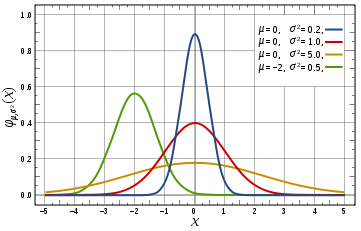 1.0
0.8
0.6
0.4
0.2
0.0
φμ,σ²(X)
μ= 0, σ²= 0.2,
μ= 0, σ²= 1.0,
μ= 0, σ²= 5.0,
μ= −2, σ²= 0.5,
−5 −4 −3 −2 −1 0 1 2 3 4 5
X